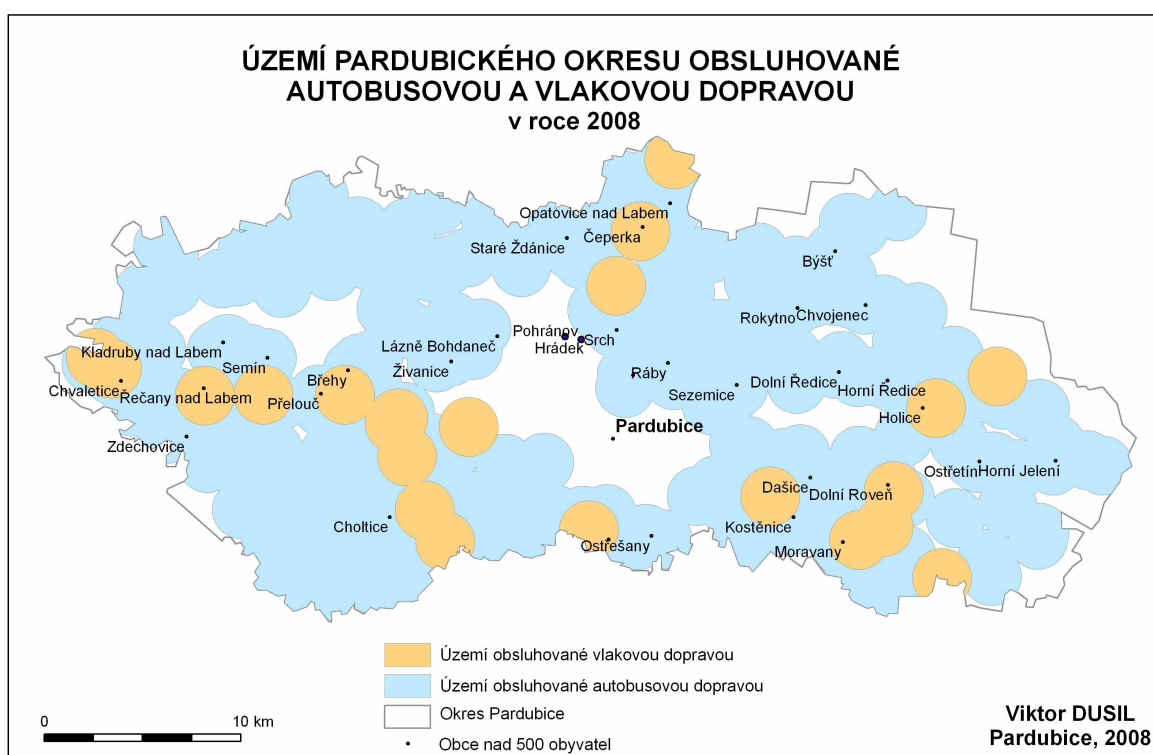 ÚZEMÍ PARDUBICKÉHO OKRESU OBSLUHOVANÉ
AUTOBUSOVOU A VLAKOVOU DOPRAVOU
v roce 2008
Opatovice nad Labem
Čeperka
Staré Ždánice
Býšť
Rokytno
Chvojenec
Pohránov
Hrádek
Srch
Kladruby nad Labem
Lázně Bohdaneč
Semín
Živanice
Ráby
Břehy
Chvaletice
Řečany nad Labem
Přelouč
Sezemice
Dolní Ředice
Horní Ředice
Holice
Pardubice
Zdechovice
Ostřetín
Horní Jelení
Dašice
Dolní Roveň
Choltice
Kostěnice
Ostřešany
Moravany
Území obsluhované vlakovou dopravou
Území obsluhované autobusovou dopravou
Okres Pardubice
Obce nad 500 obyvatel
0 10 km
Viktor DUSIL
Pardubice, 2008